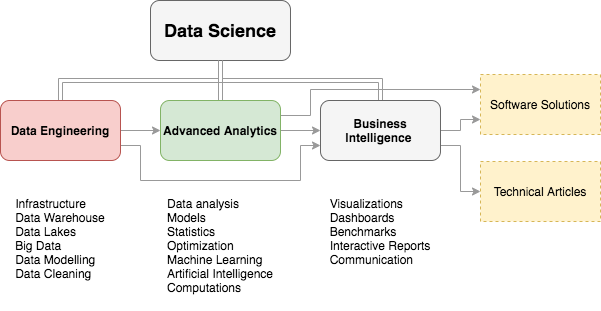 Data Science
Data Engineering
Advanced Analytics
Business
Intelligence
Software Solutions
Technical Articles
Infrastructure
Data Warehouse
Data Lakes
Big Data
Data Modelling
Data Cleaning
Data analysis
Models
Statistics
Optimization
Machine Learning
Artificial Intelligence
Computations
Visualizations
Dashboards
Benchmarks
Interactive Reports
Communication